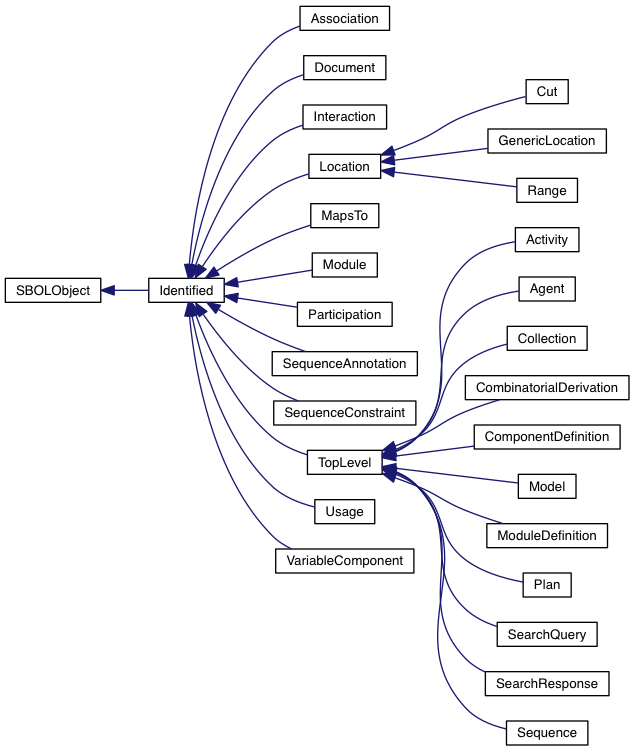 SBOLObject
Identified
Association
Document
Interaction
Location
MapsTo
Module
Participation
SequenceAnnotation
SequenceConstraint
TopLevel
Usage
VariableComponent
Cut
GenericLocation
Range
Activity
Agent
Collection
CombinatorialDerivation
ComponentDefinition
Model
ModuleDefinition
Plan
SearchQuery
SearchResponse
Sequence